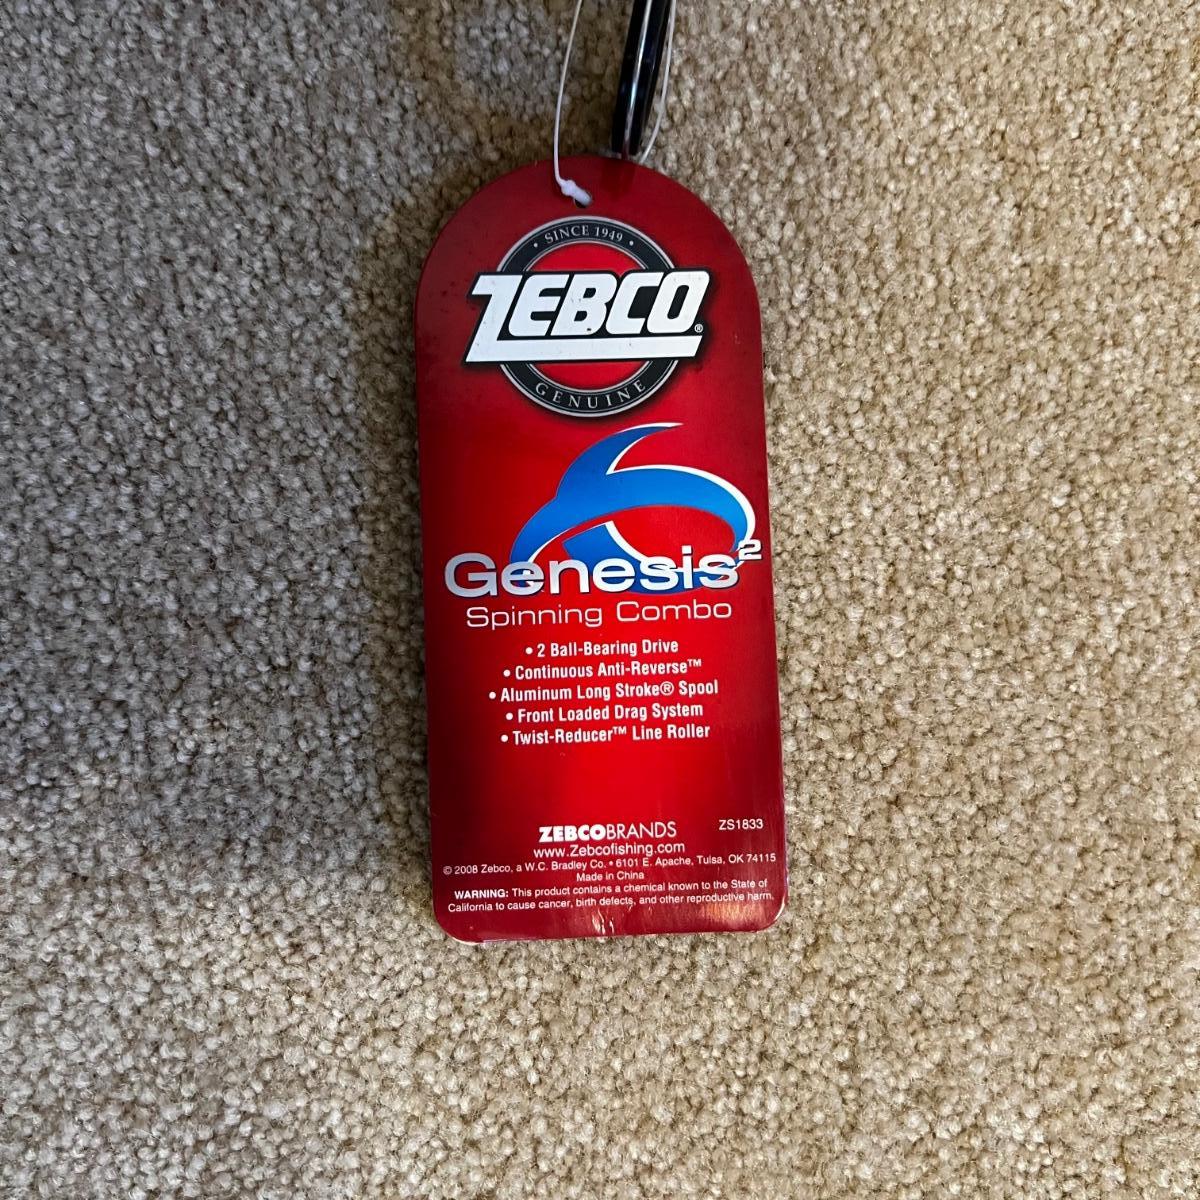 • SINCE 1949 •
ZEBCO®
GENUINE
Genesis²
Spinning Combo
• 2 Ball-Bearing Drive
• Continuous Anti-Reverse™
• Aluminum Long Stroke® Spool
• Front Loaded Drag System
• Twist-Reducer™ Line Roller
ZEBCOBRANDS ZS1833
www.Zebcofishing.com
© 2008 Zebco, a W.C. Bradley Co. • 6101 E. Apache, Tulsa, OK 74115
Made in China
WARNING: This product contains a chemical known to the State of
California to cause cancer, birth defects, and other reproductive harm.